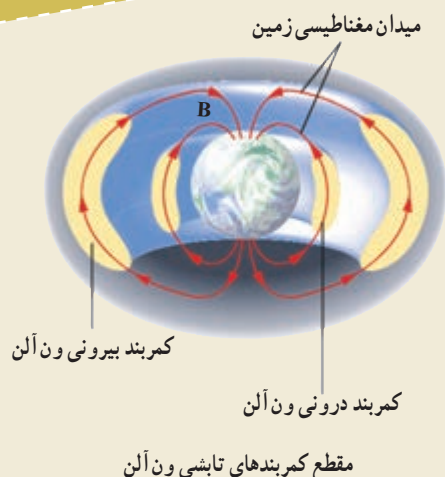 میدان مغناطیسی زمین
B
کمربند بیرونی ون آلن
کمربند درونی ون آلن
مقطع کمربندهای تابشی ون آلن